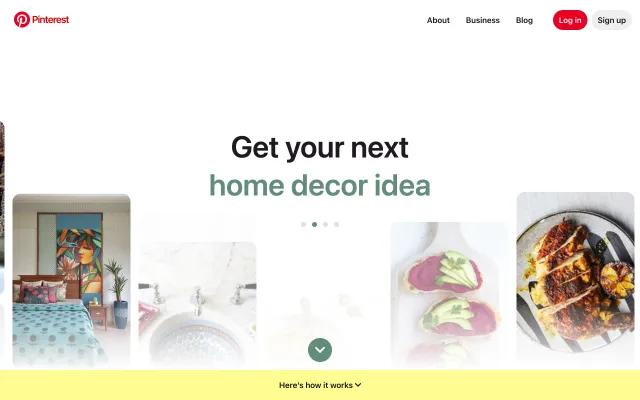 Pinterest
About
Business
Blog
Log in
Sign up
Get your next
home decor idea
Here's how it works